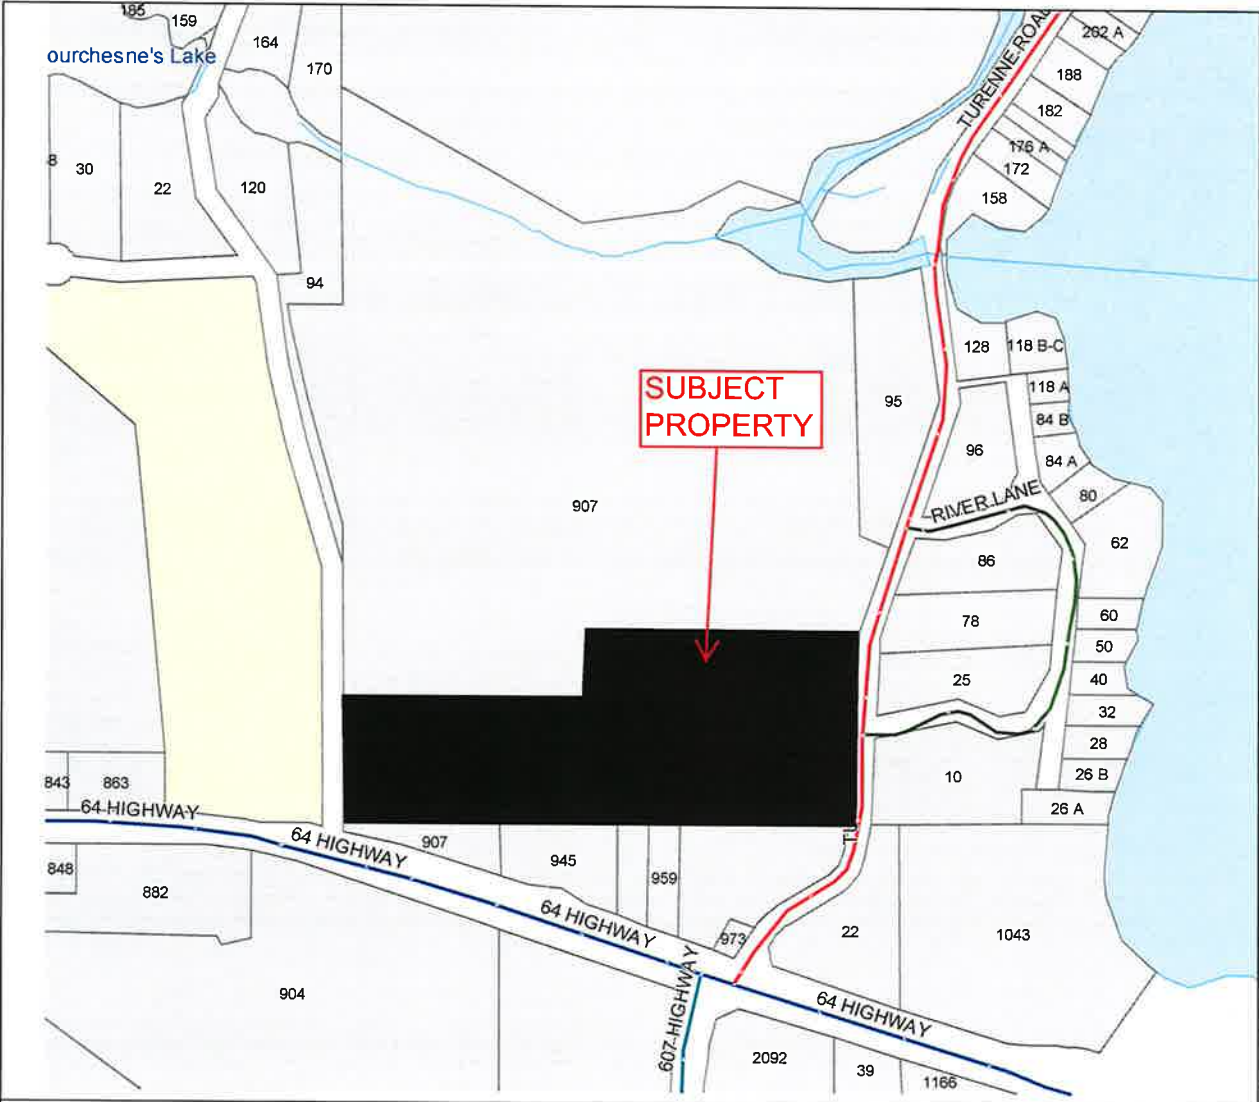 185
159
164
ourchesne's Lake
170
202 A
TURENNE ROAD
188
182
176 A
172
158
8
30
22
120
94
128
118 B-C
118 A
84 B
84 A
80
95
96
SUBJECT
PROPERTY
907
RIVER LANE
62
86
60
78
50
25
40
32
28
26 B
10
26 A
843
863
64 HIGHWAY
64 HIGHWAY
907
945
TU
848
882
959
64 HIGHWAY
973
22
1043
904
607 HIGHWAY
64 HIGHWAY
2092
39
1166